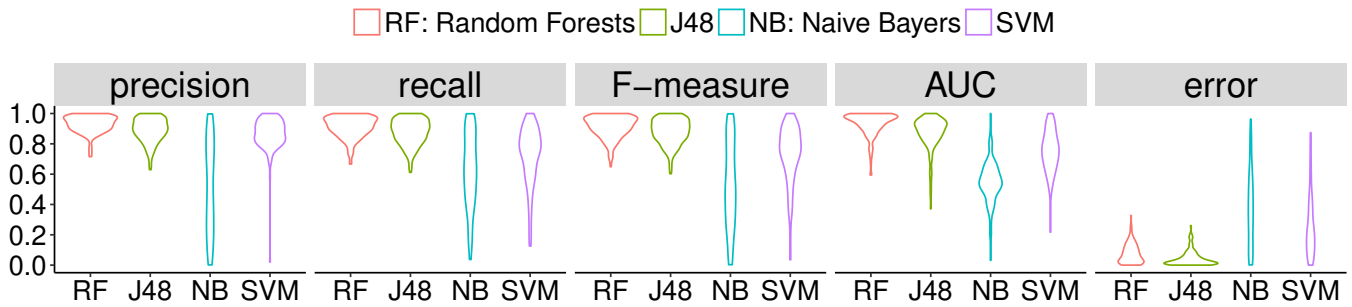 RF: Random Forests J48 NB: Naive Bayers SVM
precision recall F−measure AUC error
1.0
0.8
0.6
0.4
0.2
0.0
RF J48 NB SVM RF J48 NB SVM RF J48 NB SVM RF J48 NB SVM RF J48 NB SVM